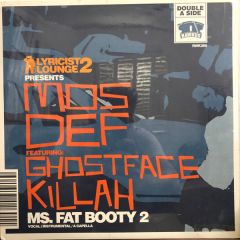 DOUBLE
A SIDE
LYRICIST
LOUNGE 2
PRESENTS
MOS
DEF
FEATURING:
GHOSTFACE
KILLAH
MS. FAT BOOTY 2
VOCAL / INSTRUMENTAL / A CAPELLA